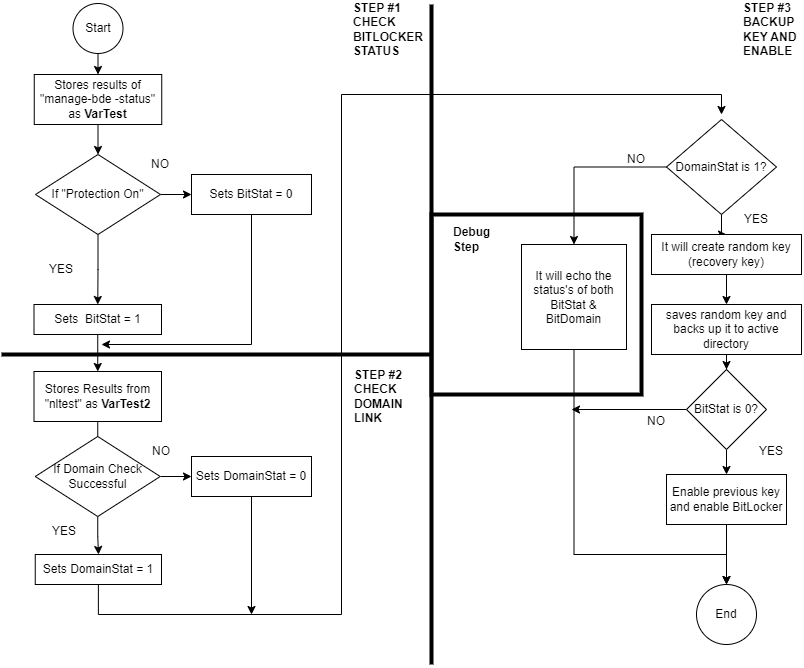 Start
STEP #1
CHECK
BITLOCKER
STATUS
Stores results of
"manage-bde -status"
as VarTest
If "Protection On"
NO
Sets BitStat = 0
YES
Sets  BitStat = 1
STEP #2
CHECK
DOMAIN
LINK
Stores Results from
"nltest" as VarTest2
If Domain Check
Successful
NO
Sets DomainStat = 0
YES
Sets DomainStat = 1
STEP #3
BACKUP
KEY AND
ENABLE
DomainStat is 1?
NO
YES
Debug
Step
It will echo the
status's of both
BitStat &
BitDomain
It will create random key
(recovery key)
saves random key and
backs up it to active
directory
BitStat is 0?
NO
YES
Enable previous key
and enable BitLocker
End